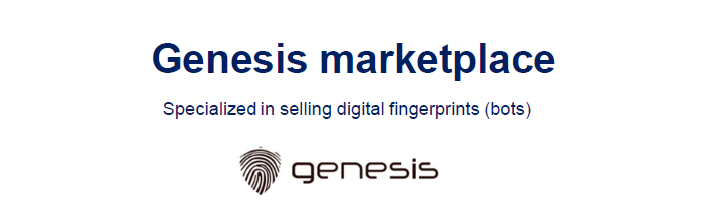 Genesis marketplace
Specialized in selling digital fingerprints (bots)
genesis